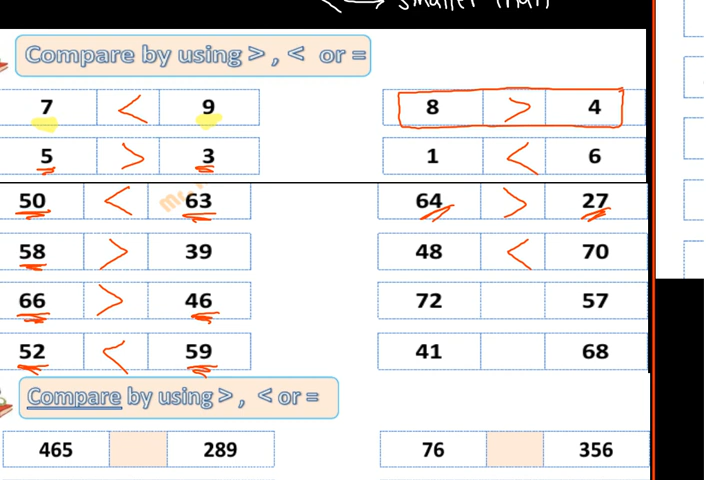 smaller than
Compare by using > , < or =
7 < 9 8 > 4
5 > 3 1 < 6
50 < 63 64 > 27
58 > 39 48 < 70
66 > 46 72 57
52 < 59 41 68
Compare by using > , < or =
465 289 76 356